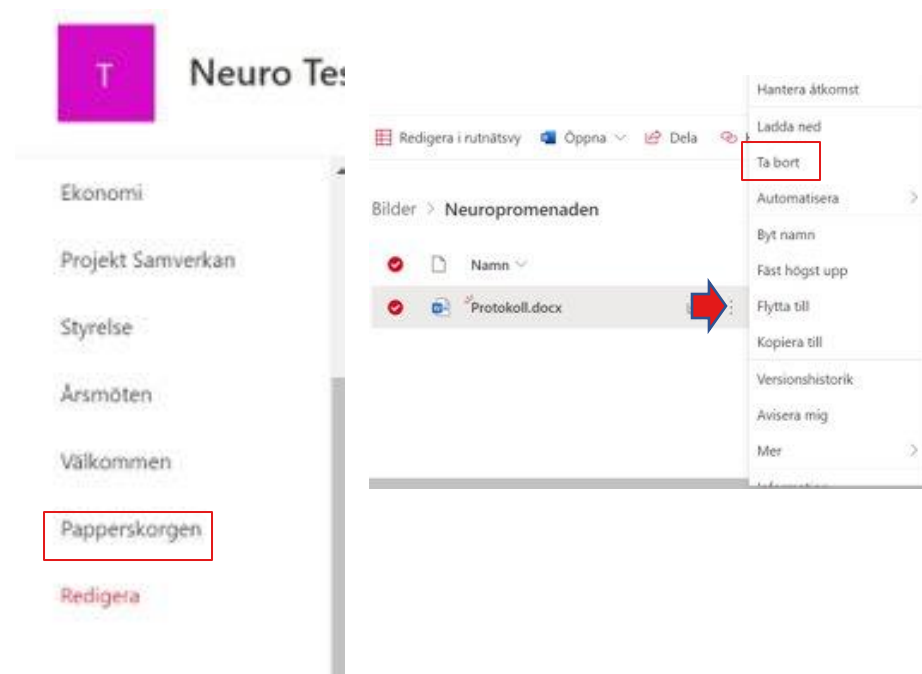 T
Neuro Tes
Ekonomi
Projekt Samverkan
Styrelse
Årsmöten
Välkommen
Papperskorgen
Redigera
Redigera i rutnätsvy Öppna Dela
Bilder > Neuropromenaden
Namn
Protokoll.docx
Hantera åtkomst
Ladda ned
Ta bort
Automatisera
Byt namn
Fäst högst upp
Flytta till
Kopiera till
Versionshistorik
Avisera mig
Mer